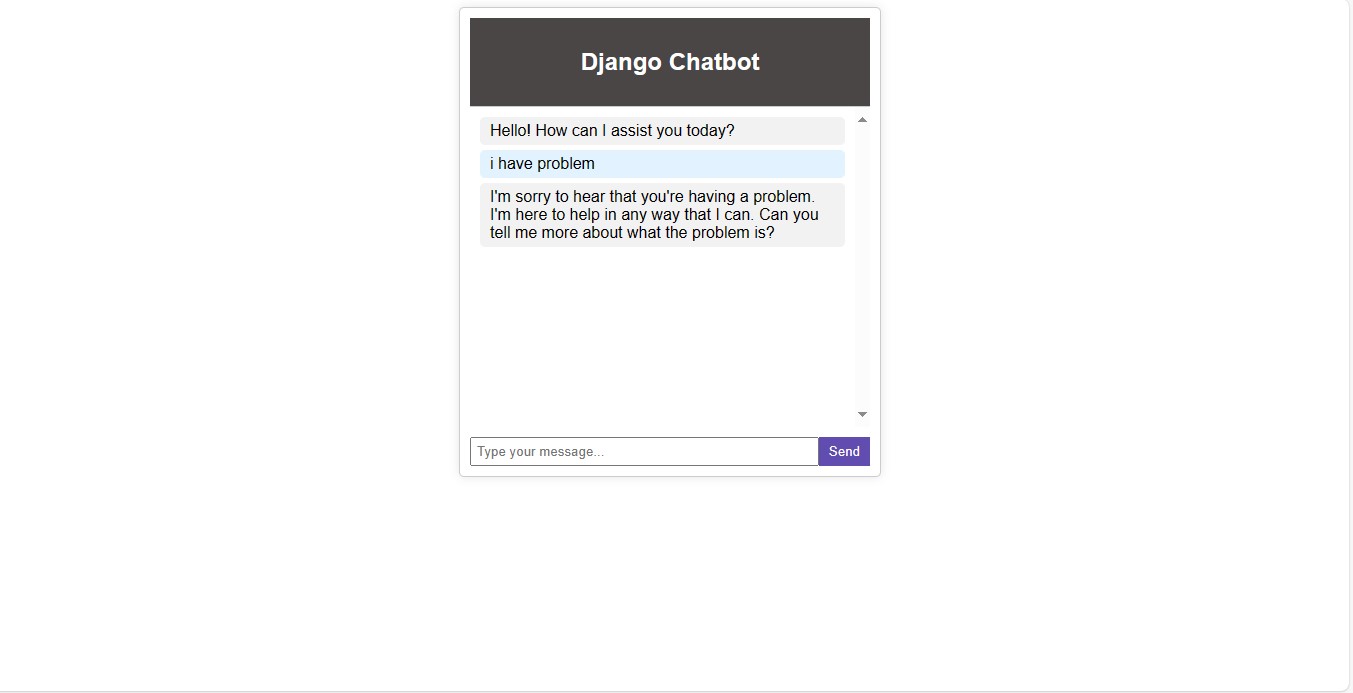 Django Chatbot
Hello! How can I assist you today?
i have problem
I'm sorry to hear that you're having a problem.
I'm here to help in any way that I can. Can you
tell me more about what the problem is?
Type your message...
Send